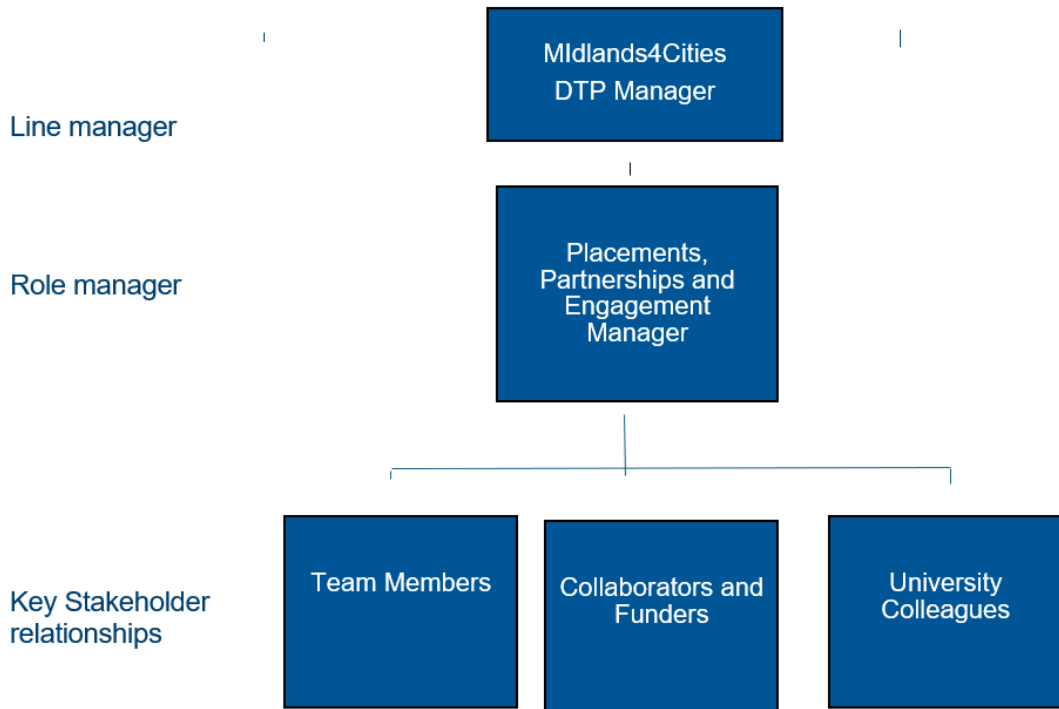 MIdlands4Cities
DTP Manager
Line manager
Placements,
Partnerships and
Engagement
Manager
Role manager
Team Members
Collaborators and
Funders
University
Colleagues
Key Stakeholder
relationships